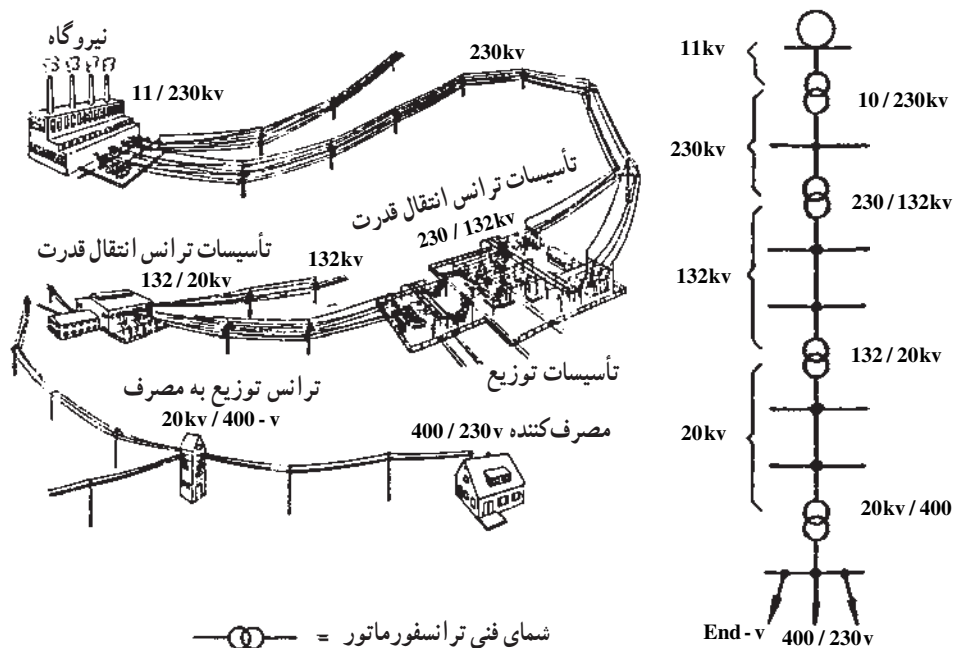 نیروگاه
11 / 230kv
230kv
تأسیسات ترانس انتقال قدرت
230 / 132kv
تأسیسات ترانس انتقال قدرت
132 / 20kv
132kv
تأسیسات توزیع
ترانس توزیع به مصرف
20kv / 400 - v
مصرف‌کننده 400 / 230v
شمای فنی ترانسفورماتور =
11kv
10 / 230kv
230kv
230 / 132kv
132kv
132 / 20kv
20kv
20kv / 400
End - v
400 / 230v